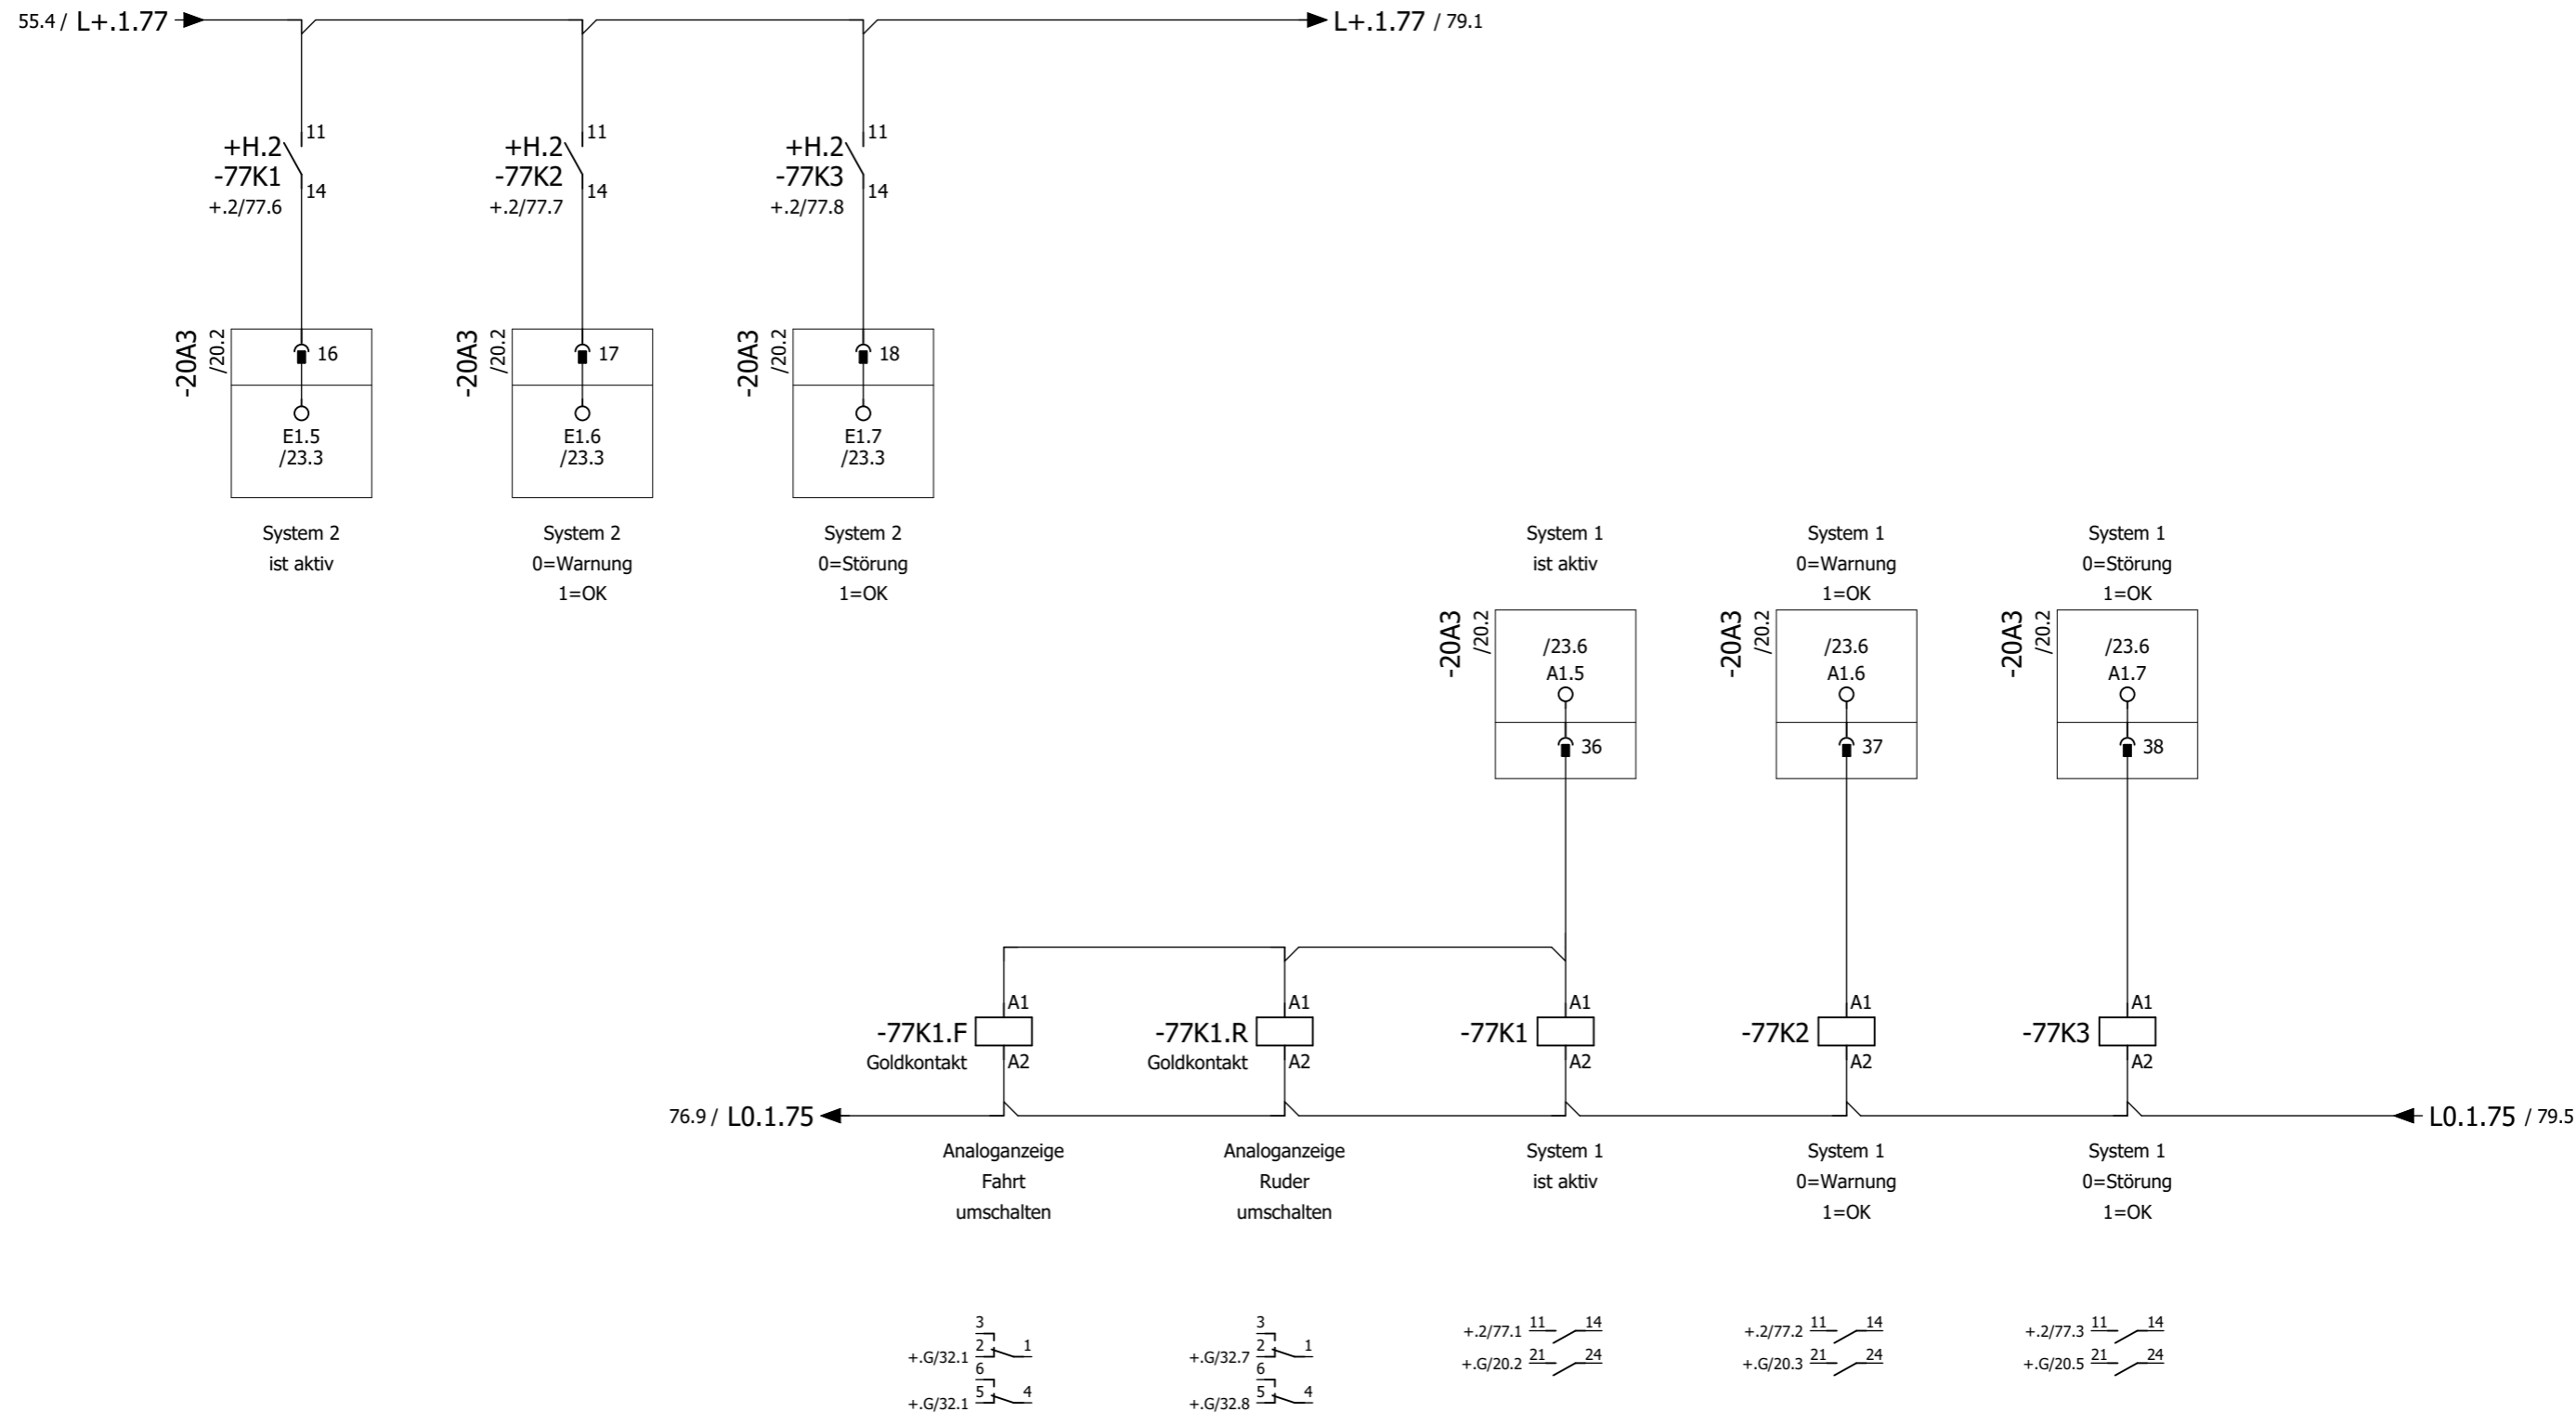 55.4 / L+.1.77
L+.1.77 / 79.1
11
+H.2
-77K1
14
+.2/77.6
11
+H.2
-77K2
14
+.2/77.7
11
+H.2
-77K3
14
+.2/77.8
-20A3
/20.2
16
E1.5
/23.3
-20A3
/20.2
17
E1.6
/23.3
-20A3
/20.2
18
E1.7
/23.3
System 2
ist aktiv
System 2
0=Warnung
1=OK
System 2
0=Störung
1=OK
System 1
ist aktiv
System 1
0=Warnung
1=OK
System 1
0=Störung
1=OK
-20A3
/20.2
/23.6
A1.5
36
-20A3
/20.2
/23.6
A1.6
37
-20A3
/20.2
/23.6
A1.7
38
A1
-77K1.F
Goldkontakt
A2
A1
-77K1.R
Goldkontakt
A2
A1
-77K1
A2
A1
-77K2
A2
A1
-77K3
A2
76.9 / L0.1.75
L0.1.75 / 79.5
Analoganzeige
Fahrt
umschalten
Analoganzeige
Ruder
umschalten
System 1
ist aktiv
System 1
0=Warnung
1=OK
System 1
0=Störung
1=OK
3
+.G/32.1 2 1
6
+.G/32.1 5 4
3
+.G/32.7 2 1
6
+.G/32.8 5 4
+.2/77.1 11 14
+.G/20.2 21 24
+.2/77.2 11 14
+.G/20.3 21 24
+.2/77.3 11 14
+.G/20.5 21 24